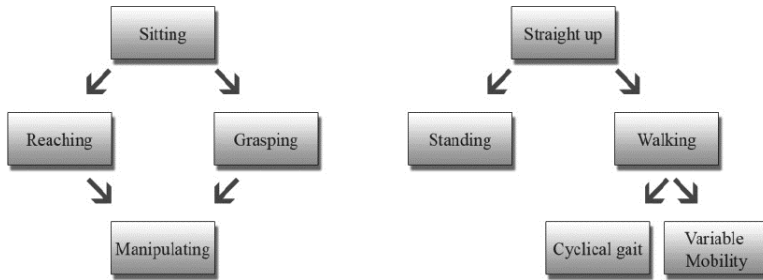 Sitting
Straight up
Reaching
Grasping
Standing
Walking
Manipulating
Cyclical gait
Variable
Mobility